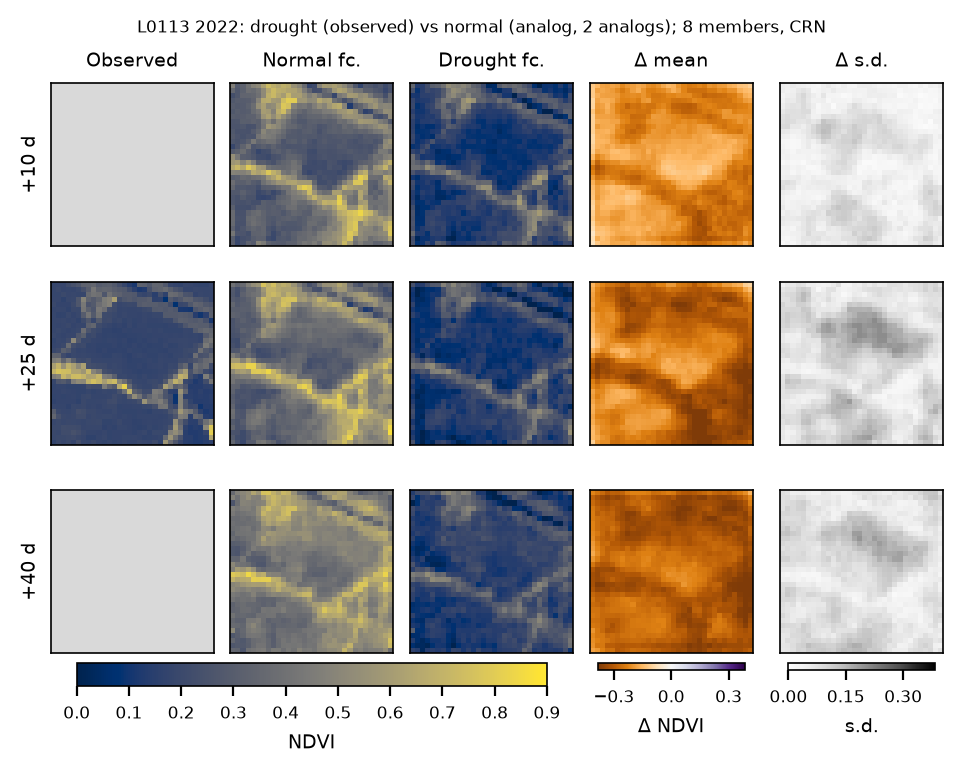 L0113 2022: drought (observed) vs normal (analog, 2 analogs); 8 members, CRN
Observed Normal fc. Drought fc. Δ mean Δ s.d.
+10 d
+25 d
+40 d
0.0 0.1 0.2 0.3 0.4 0.5 0.6 0.7 0.8 0.9
NDVI
−0.3 0.0 0.3
Δ NDVI
0.00 0.15 0.30
s.d.